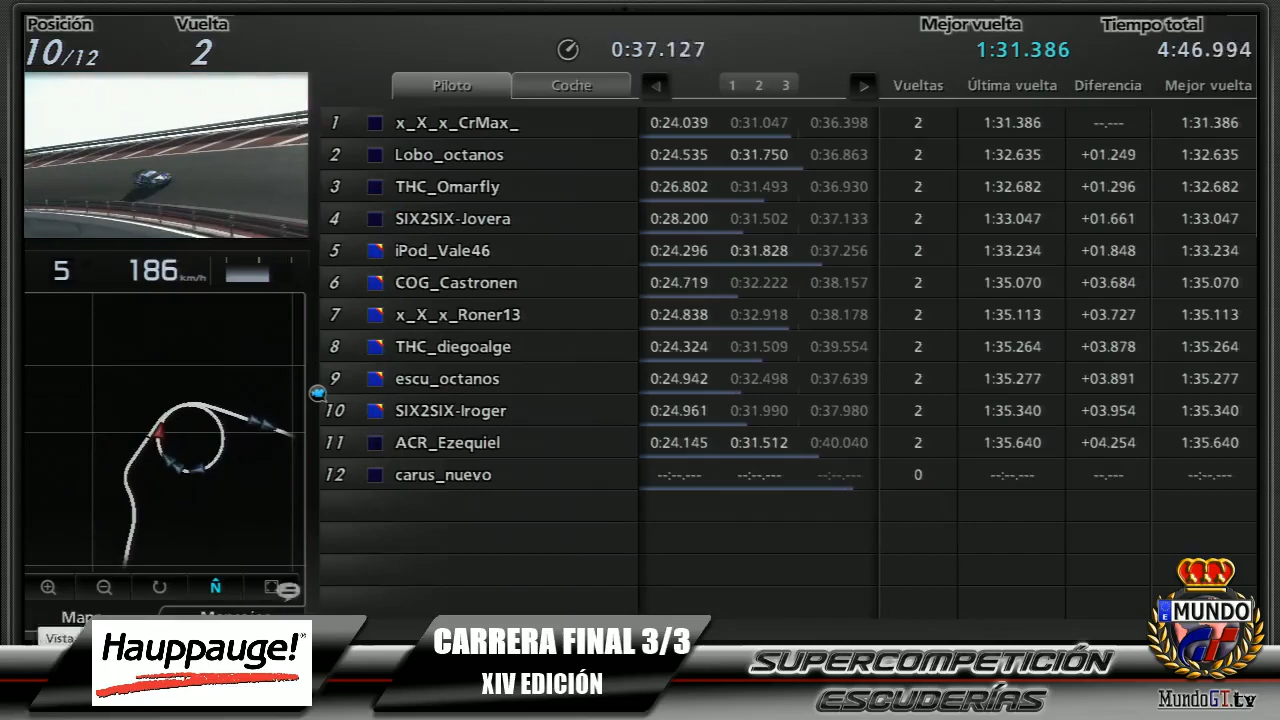 Posición Vuelta Mejor vuelta Tiempo total
10/12 2 0:37.127 1:31.386 4:46.994
Piloto Coche 1 2 3 Vueltas Última vuelta Diferencia Mejor vuelta
1 x_X_x_CrMax_ 0:24.039 0:31.047 0:36.398 2 1:31.386 --.--- 1:31.386
2 Lobo_octanos 0:24.535 0:31.750 0:36.863 2 1:32.635 +01.249 1:32.635
3 THC_Omarfly 0:26.802 0:31.493 0:36.930 2 1:32.682 +01.296 1:32.682
4 SIX2SIX-Jovera 0:28.200 0:31.502 0:37.133 2 1:33.047 +01.661 1:33.047
5 iPod_Vale46 0:24.296 0:31.828 0:37.256 2 1:33.234 +01.848 1:33.234
6 COG_Castronen 0:24.719 0:32.222 0:38.157 2 1:35.070 +03.684 1:35.070
7 x_X_x_Roner13 0:24.838 0:32.918 0:38.178 2 1:35.113 +03.727 1:35.113
8 THC_diegoalge 0:24.324 0:31.509 0:39.554 2 1:35.264 +03.878 1:35.264
9 escu_octanos 0:24.942 0:32.498 0:37.639 2 1:35.277 +03.891 1:35.277
10 SIX2SIX-Iroger 0:24.961 0:31.990 0:37.980 2 1:35.340 +03.954 1:35.340
11 ACR_Ezequiel 0:24.145 0:31.512 0:40.040 2 1:35.640 +04.254 1:35.640
12 carus_nuevo --:--.--- --:--.--- --:--.--- 0 --:--.--- --.--- --:--.---
5 186 km/h
N
Vista
Hauppauge!®
CARRERA FINAL 3/3
XIV EDICIÓN
SUPERCOMPETICIÓN
ESCUDERÍAS
E MUNDO
GT
MundoGT.tv